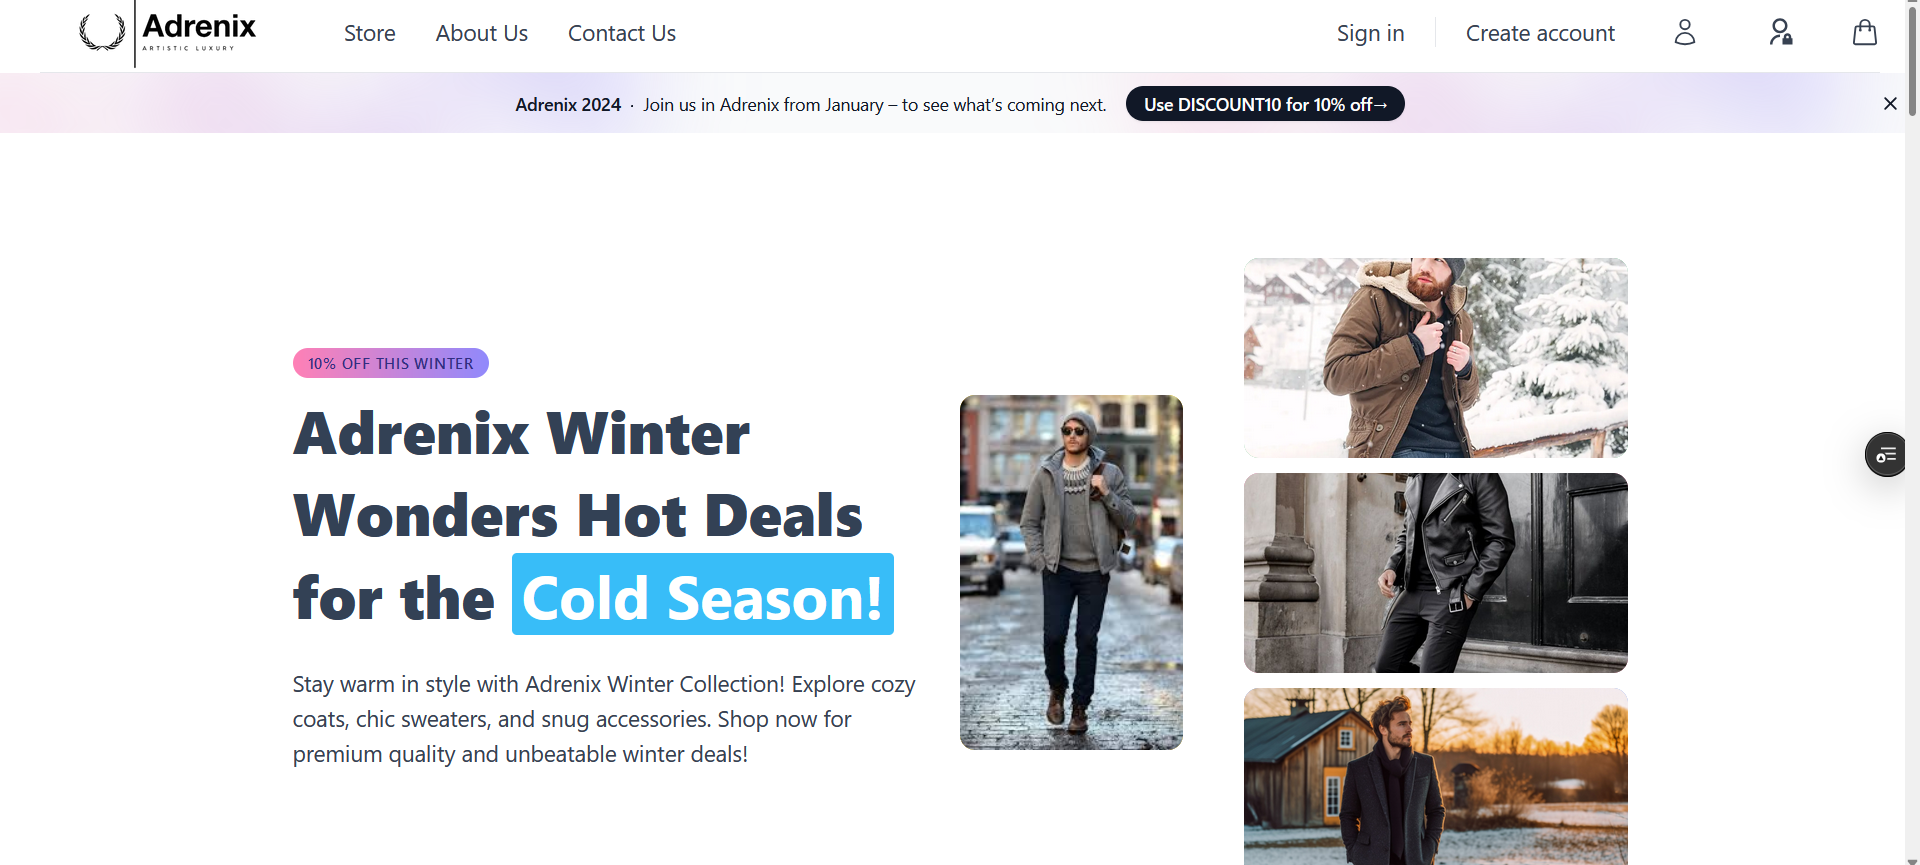 Adrenix
ARTISTIC LUXURY
Store
About Us
Contact Us
Sign in
Create account
Adrenix 2024 · Join us in Adrenix from January – to see what’s coming next.
Use DISCOUNT10 for 10% off→
10% OFF THIS WINTER
Adrenix Winter
Wonders Hot Deals
for the Cold Season!
Stay warm in style with Adrenix Winter Collection! Explore cozy
coats, chic sweaters, and snug accessories. Shop now for
premium quality and unbeatable winter deals!